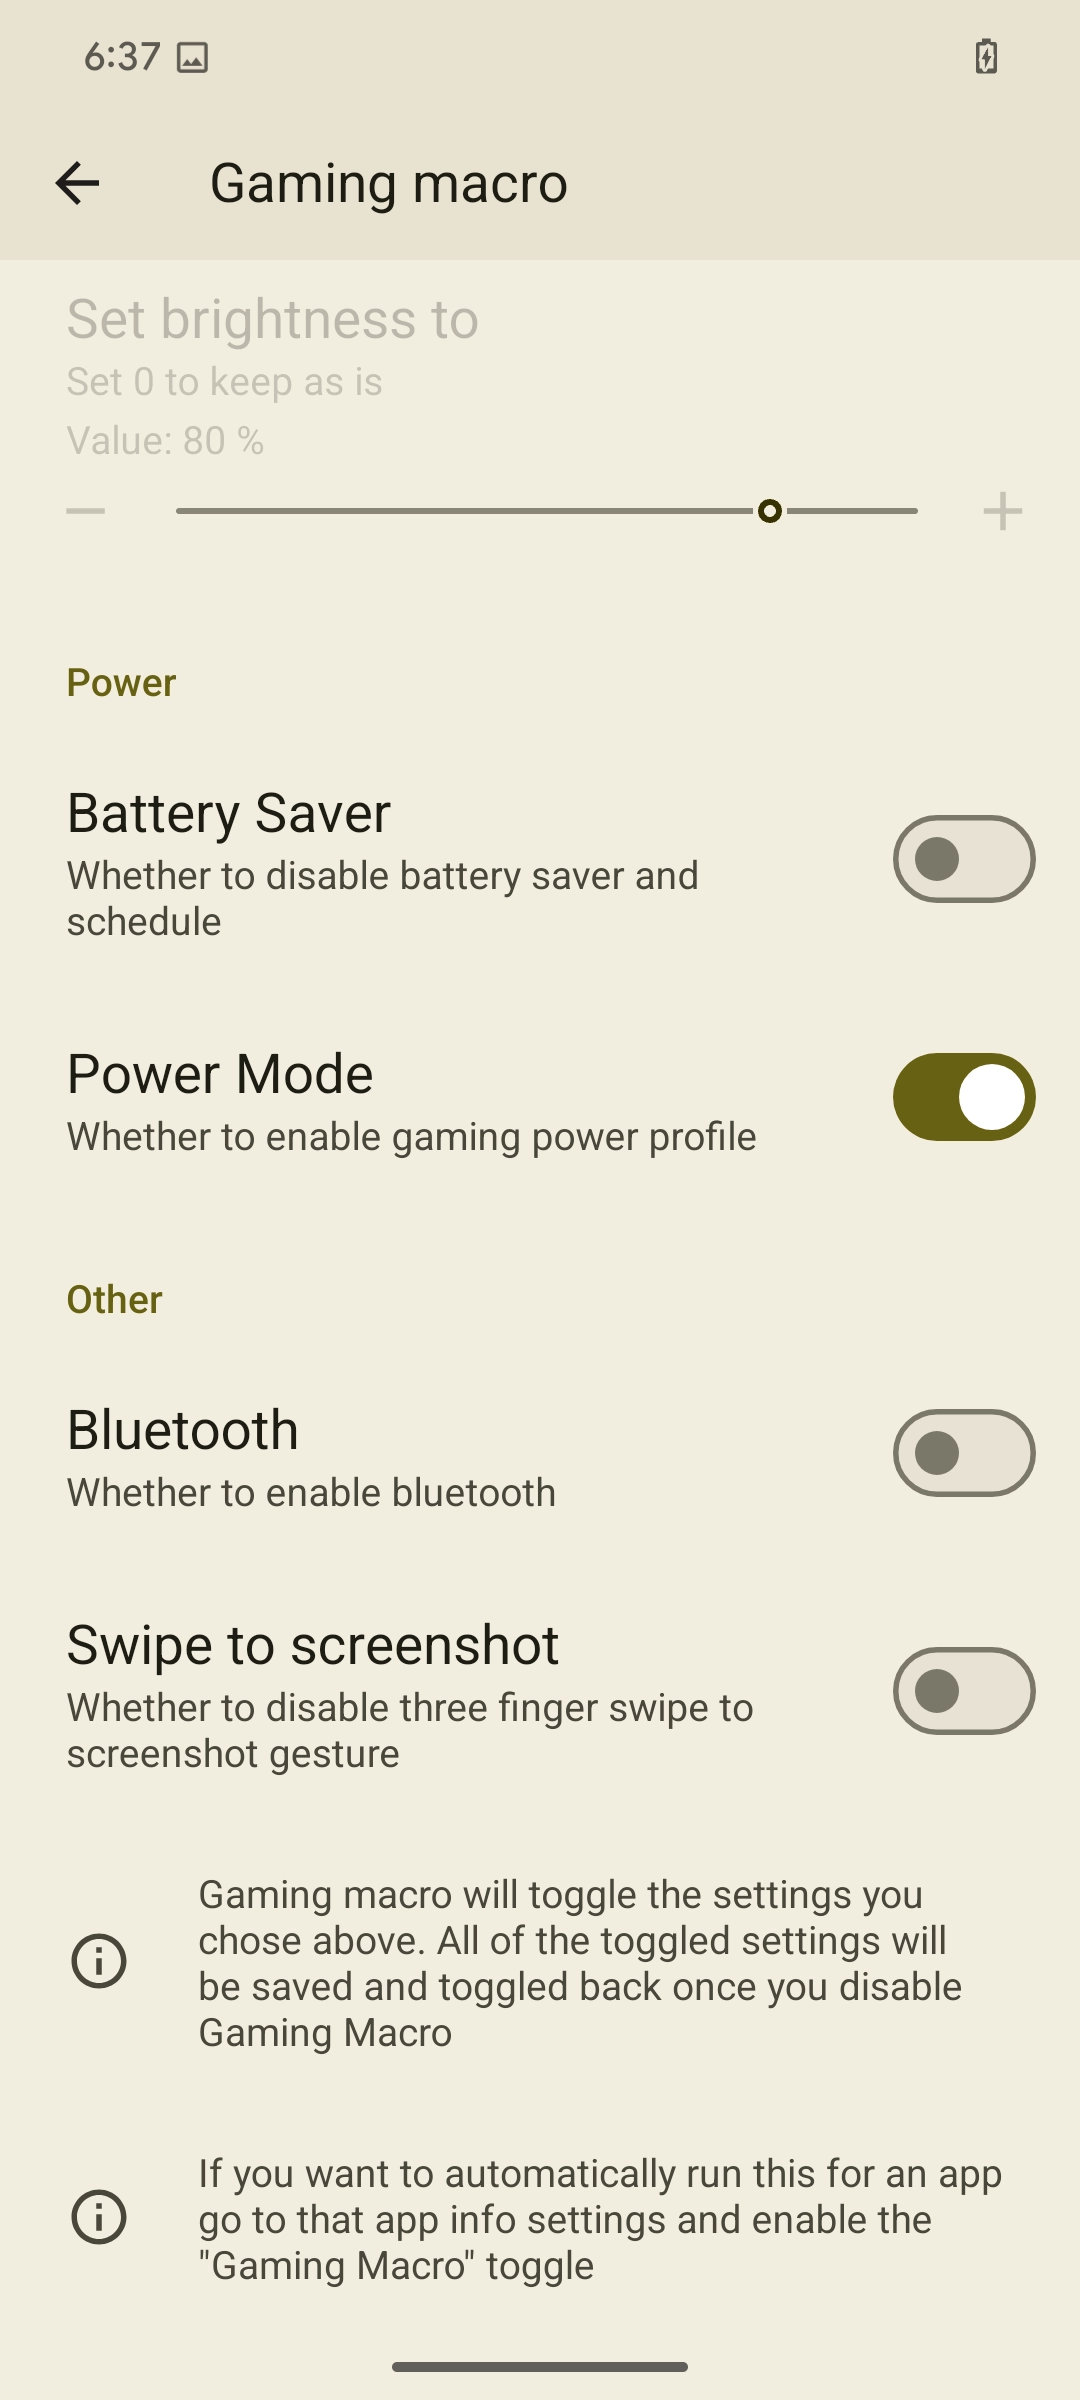 6:37
Gaming macro
Set brightness to
Set 0 to keep as is
Value: 80 %
Power
Battery Saver
Whether to disable battery saver and
schedule
Power Mode
Whether to enable gaming power profile
Other
Bluetooth
Whether to enable bluetooth
Swipe to screenshot
Whether to disable three finger swipe to
screenshot gesture
Gaming macro will toggle the settings you
chose above. All of the toggled settings will
be saved and toggled back once you disable
Gaming Macro
If you want to automatically run this for an app
go to that app info settings and enable the
"Gaming Macro" toggle